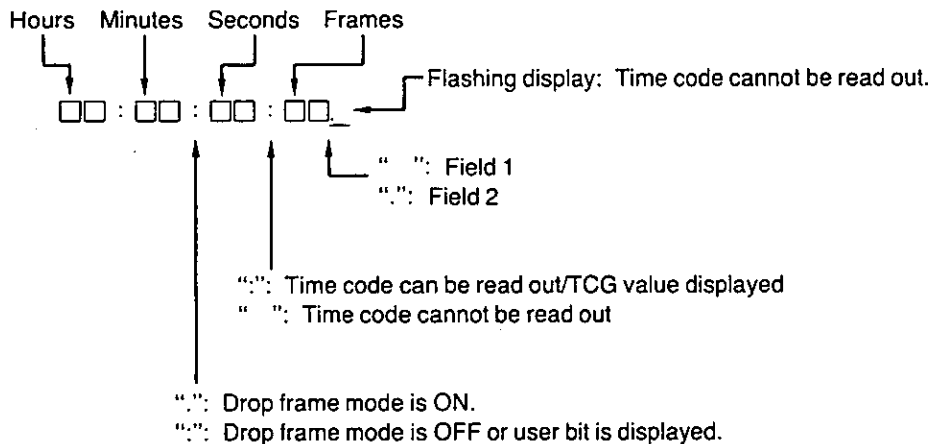 Hours Minutes Seconds Frames
Flashing display: Time code cannot be read out.
□□ : □□ : □□ : □□._
“ ”: Field 1
“.”: Field 2
“:”: Time code can be read out/TCG value displayed
“ ”: Time code cannot be read out
“.”: Drop frame mode is ON.
“:”: Drop frame mode is OFF or user bit is displayed.